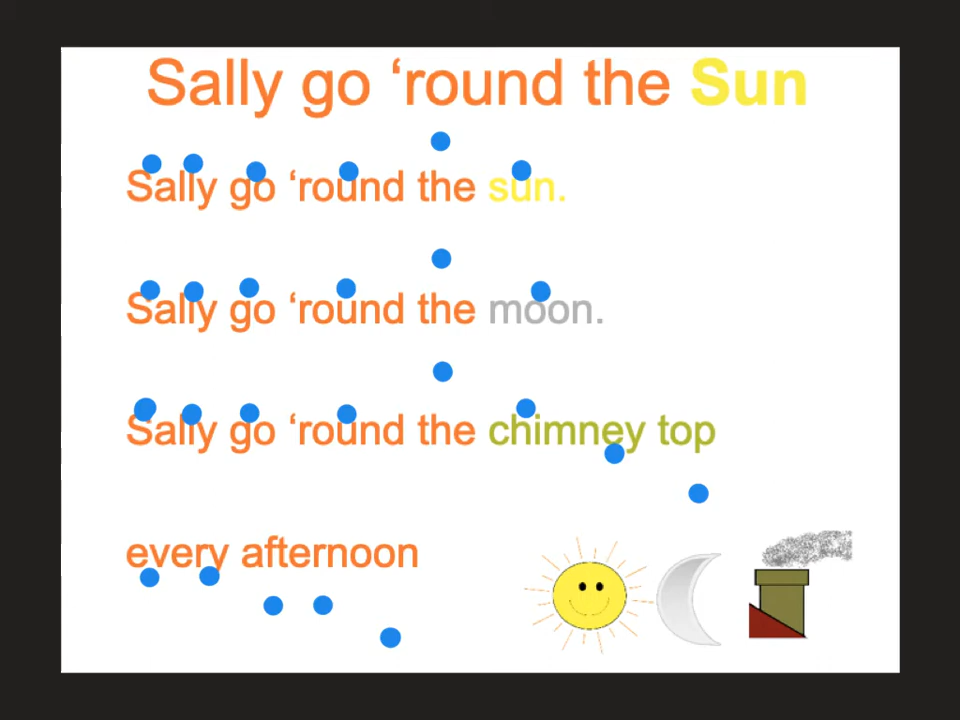 Sally go ‘round the Sun
Sally go ‘round the sun.
Sally go ‘round the moon.
Sally go ‘round the chimney top
every afternoon